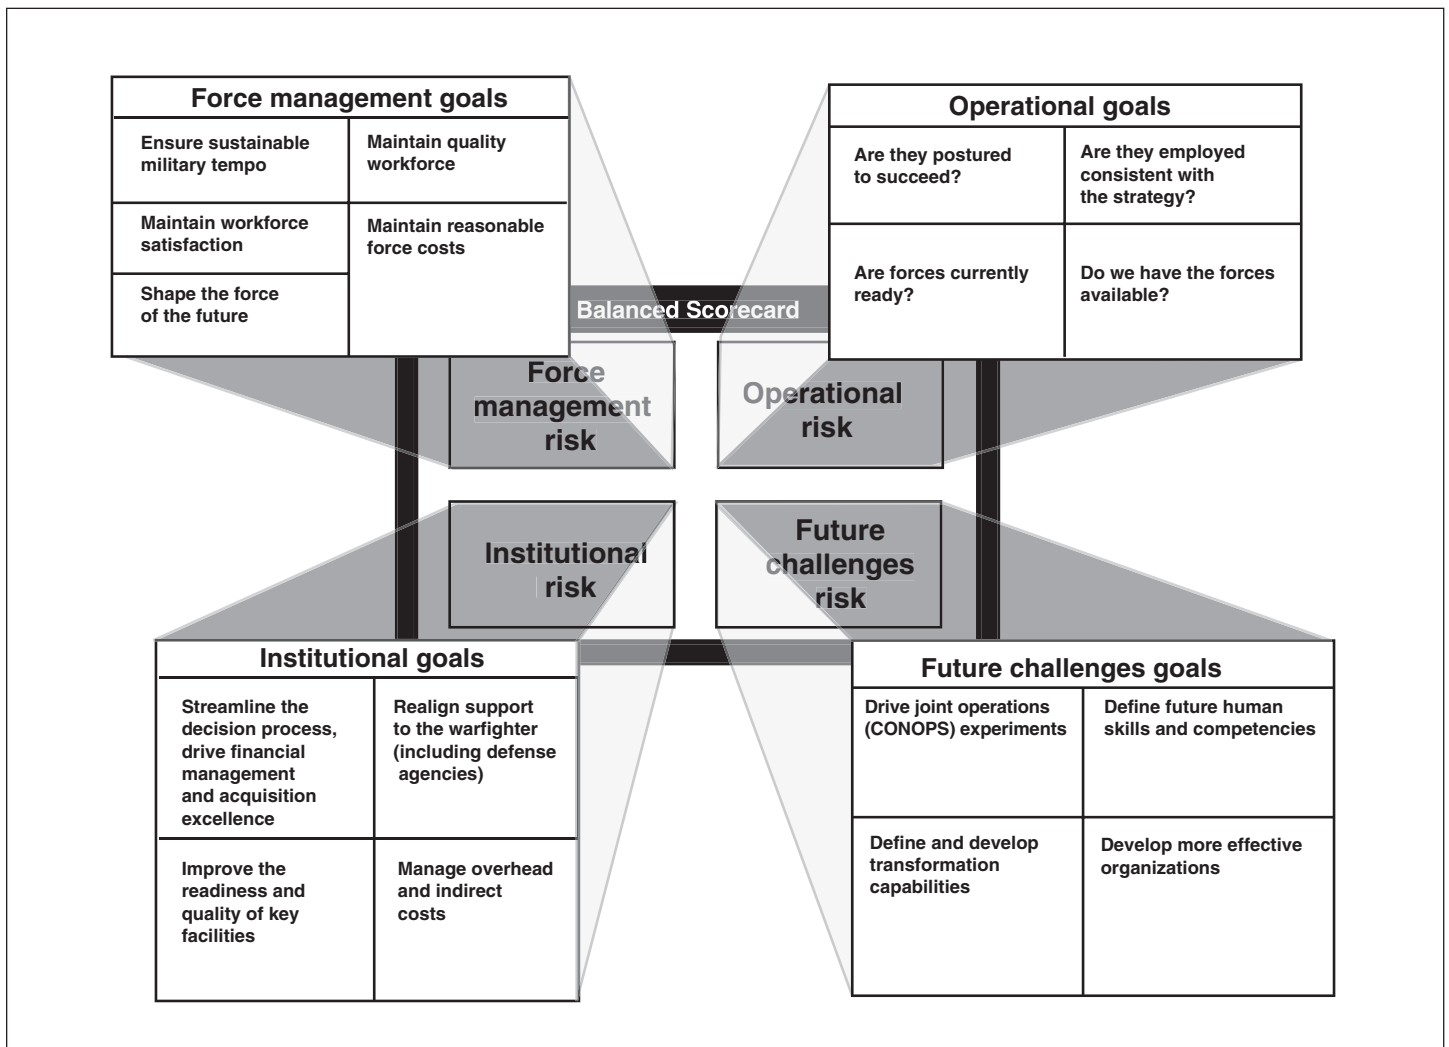 Force management goals
Ensure sustainable
military tempo
Maintain quality
workforce
Maintain workforce
satisfaction
Maintain reasonable
force costs
Shape the force
of the future
Operational goals
Are they postured
to succeed?
Are they employed
consistent with
the strategy?
Are forces currently
ready?
Do we have the forces
available?
Balanced Scorecard
Force
management
risk
Operational
risk
Institutional
risk
Future
challenges
risk
Institutional goals
Streamline the
decision process,
drive financial
management
and acquisition
excellence
Realign support
to the warfighter
(including defense
agencies)
Improve the
readiness and
quality of key
facilities
Manage overhead
and indirect
costs
Future challenges goals
Drive joint operations
(CONOPS) experiments
Define future human
skills and competencies
Define and develop
transformation
capabilities
Develop more effective
organizations